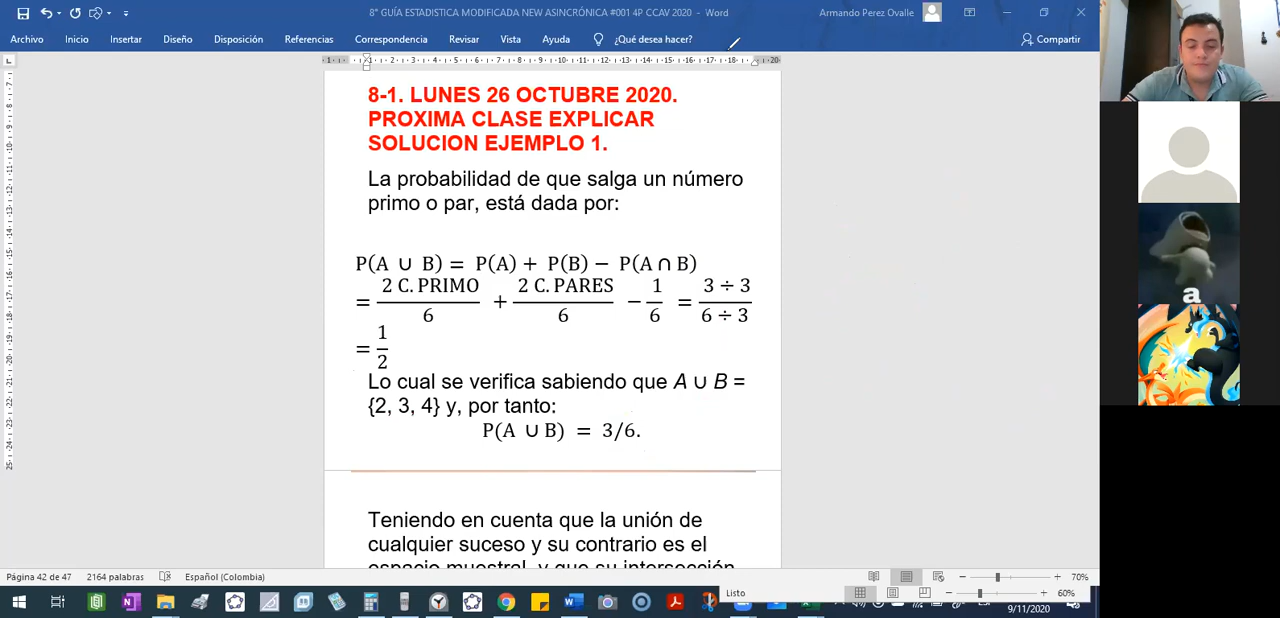 8° GUÍA ESTADISTICA MODIFICADA NEW ASINCRÓNICA #001 4P CCAV 2020 - Word
Armando Perez Ovalle
Archivo Inicio Insertar Diseño Disposición Referencias Correspondencia Revisar Vista Ayuda ¿Qué desea hacer? Compartir
8-1. LUNES 26 OCTUBRE 2020.
PROXIMA CLASE EXPLICAR
SOLUCION EJEMPLO 1.
La probabilidad de que salga un número
primo o par, está dada por:
P(A ∪ B) = P(A) + P(B) − P(A ∩ B)
= 2 C. PRIMO / 6 + 2 C. PARES / 6 − 1/6 = 3 ÷ 3 / 6 ÷ 3
= 1/2
Lo cual se verifica sabiendo que A ∪ B =
{2, 3, 4} y, por tanto:
P(A ∪ B) = 3/6.
Teniendo en cuenta que la unión de
cualquier suceso y su contrario es el
espacio muestral, y que su intersección
a
Página 42 de 47 2164 palabras Español (Colombia) 70%
Listo 60%
9/11/2020